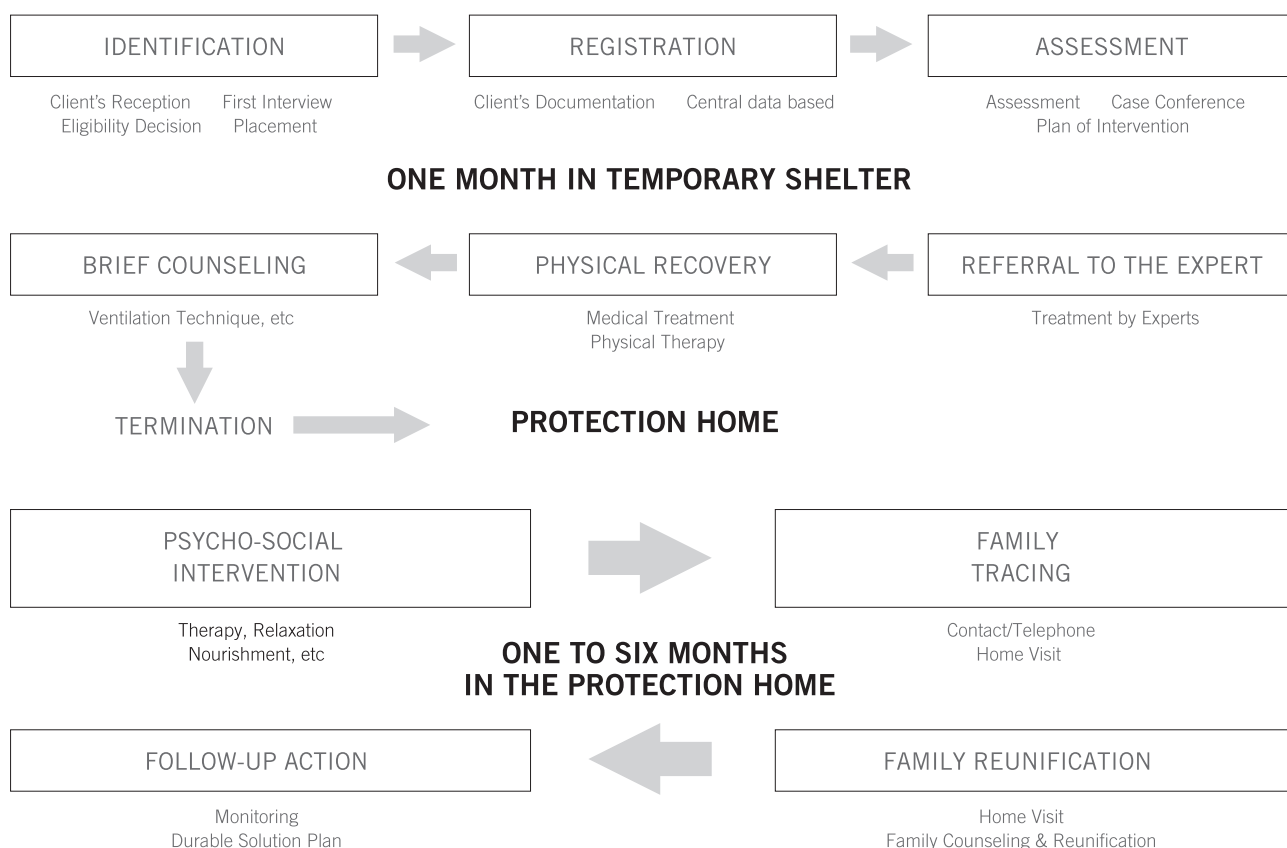 IDENTIFICATION
REGISTRATION
ASSESSMENT
Client's Reception First Interview
Eligibility Decision Placement
Client's Documentation Central data based
Assessment Case Conference
Plan of Intervention
ONE MONTH IN TEMPORARY SHELTER
BRIEF COUNSELING
PHYSICAL RECOVERY
REFERRAL TO THE EXPERT
Ventilation Technique, etc
Medical Treatment
Physical Therapy
Treatment by Experts
TERMINATION
PROTECTION HOME
PSYCHO-SOCIAL
INTERVENTION
FAMILY
TRACING
Therapy, Relaxation
Nourishment, etc
Contact/Telephone
Home Visit
ONE TO SIX MONTHS
IN THE PROTECTION HOME
FOLLOW-UP ACTION
FAMILY REUNIFICATION
Monitoring
Durable Solution Plan
Home Visit
Family Counseling & Reunification